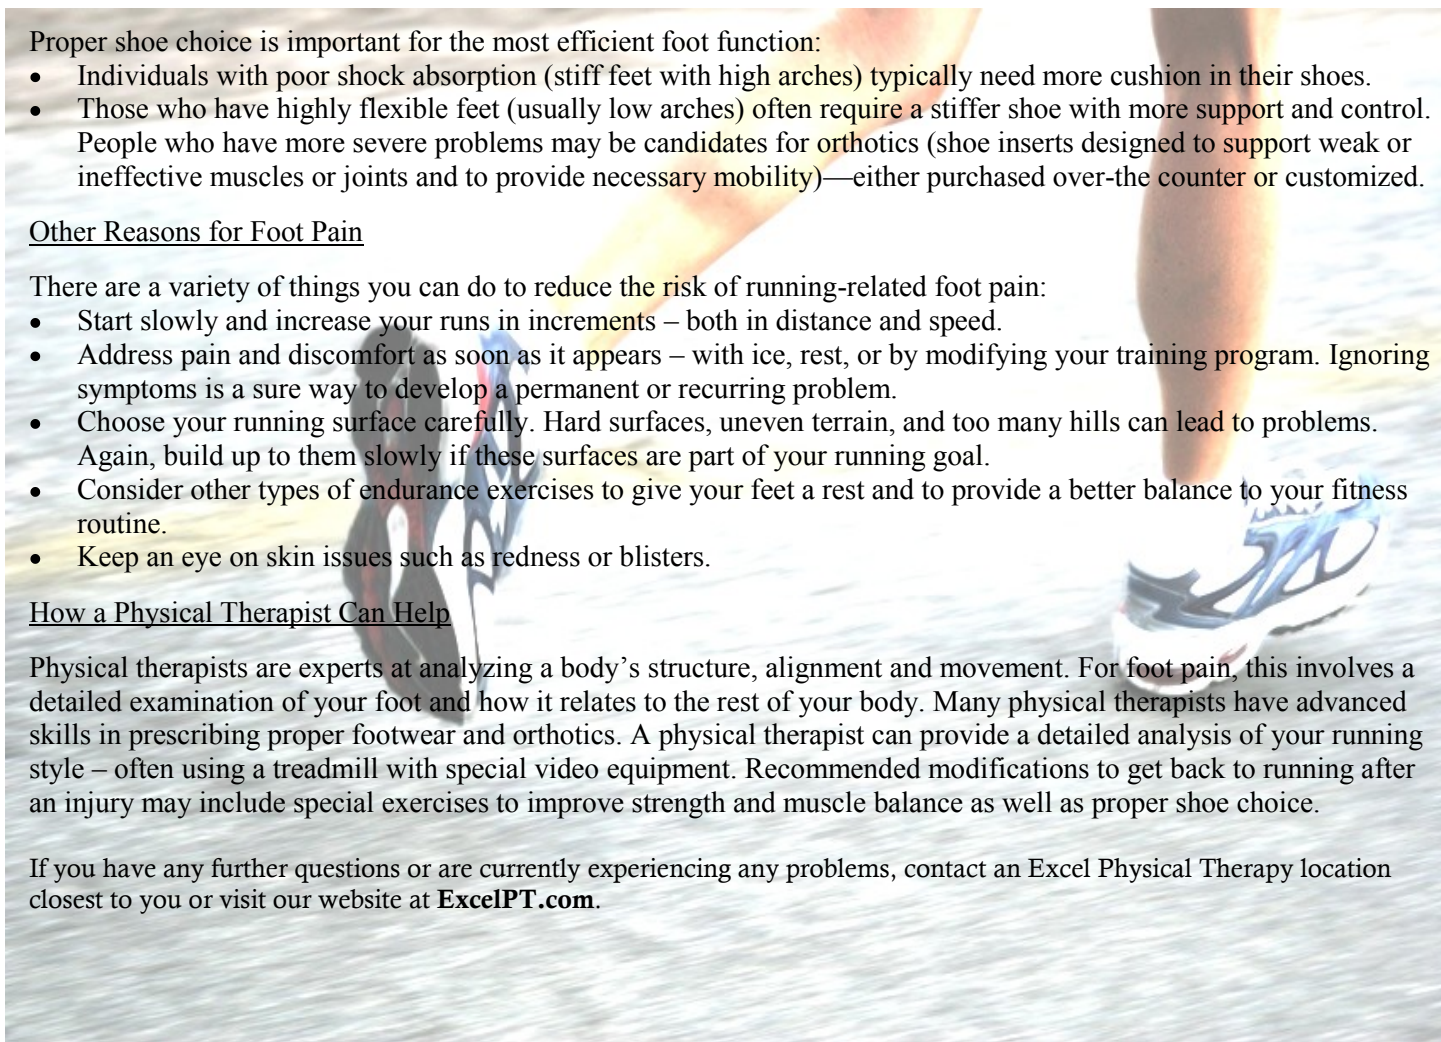 Proper shoe choice is important for the most efficient foot function:
• Individuals with poor shock absorption (stiff feet with high arches) typically need more cushion in their shoes.
• Those who have highly flexible feet (usually low arches) often require a stiffer shoe with more support and control.
People who have more severe problems may be candidates for orthotics (shoe inserts designed to support weak or
ineffective muscles or joints and to provide necessary mobility)—either purchased over-the counter or customized.
Other Reasons for Foot Pain
There are a variety of things you can do to reduce the risk of running-related foot pain:
• Start slowly and increase your runs in increments – both in distance and speed.
• Address pain and discomfort as soon as it appears – with ice, rest, or by modifying your training program. Ignoring
symptoms is a sure way to develop a permanent or recurring problem.
• Choose your running surface carefully. Hard surfaces, uneven terrain, and too many hills can lead to problems.
Again, build up to them slowly if these surfaces are part of your running goal.
• Consider other types of endurance exercises to give your feet a rest and to provide a better balance to your fitness
routine.
• Keep an eye on skin issues such as redness or blisters.
How a Physical Therapist Can Help
Physical therapists are experts at analyzing a body’s structure, alignment and movement. For foot pain, this involves a
detailed examination of your foot and how it relates to the rest of your body. Many physical therapists have advanced
skills in prescribing proper footwear and orthotics. A physical therapist can provide a detailed analysis of your running
style – often using a treadmill with special video equipment. Recommended modifications to get back to running after
an injury may include special exercises to improve strength and muscle balance as well as proper shoe choice.
If you have any further questions or are currently experiencing any problems, contact an Excel Physical Therapy location
closest to you or visit our website at ExcelPT.com.